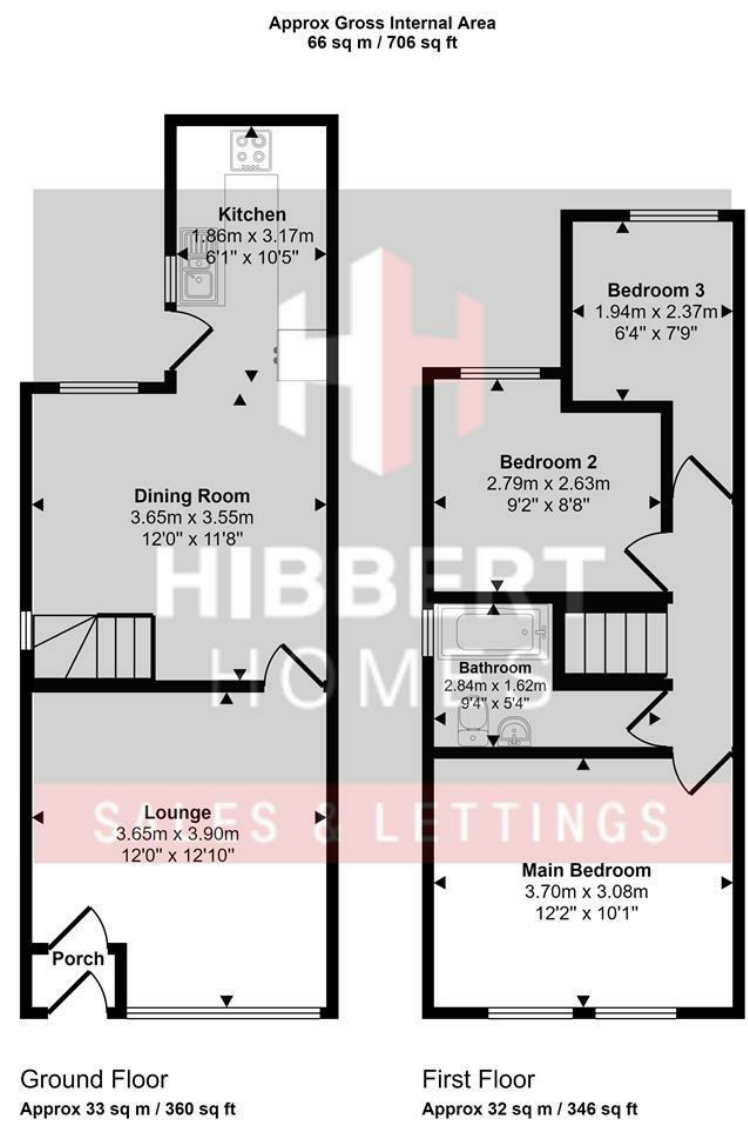 Approx Gross Internal Area
66 sq m / 706 sq ft
Kitchen
1.86m x 3.17m
6'1" x 10'5"
Dining Room
3.65m x 3.55m
12'0" x 11'8"
Lounge
3.65m x 3.90m
12'0" x 12'10"
Porch
Bedroom 3
1.94m x 2.37m
6'4" x 7'9"
Bedroom 2
2.79m x 2.63m
9'2" x 8'8"
Bathroom
2.84m x 1.62m
9'4" x 5'4"
Main Bedroom
3.70m x 3.08m
12'2" x 10'1"
HIBBERT
HOMES
SALES & LETTINGS
Ground Floor
Approx 33 sq m / 360 sq ft
First Floor
Approx 32 sq m / 346 sq ft